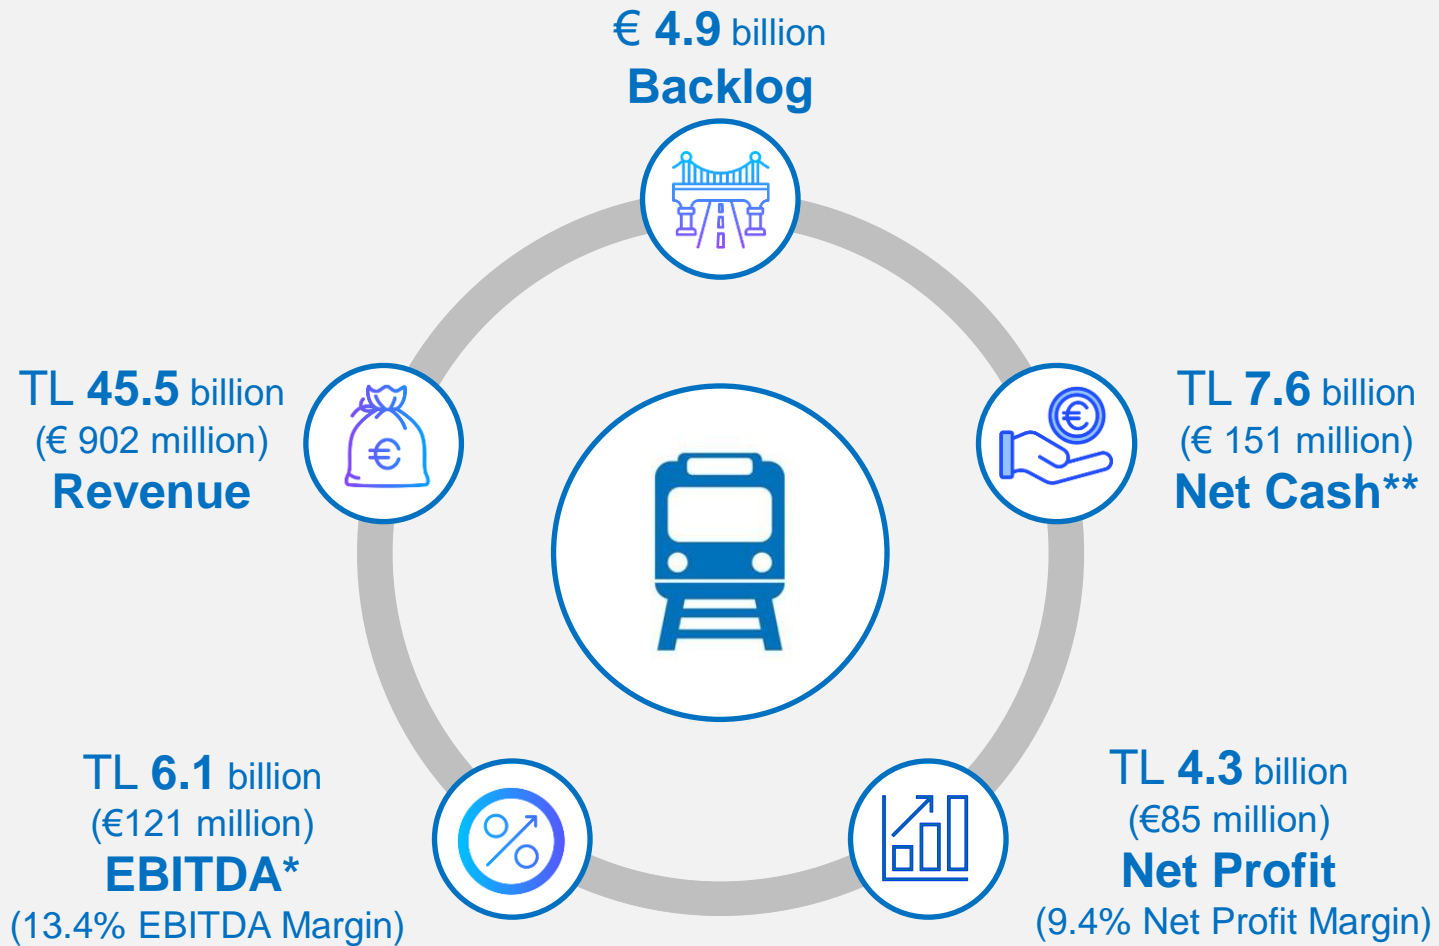 € 4.9 billion
Backlog
TL 45.5 billion
(€ 902 million)
Revenue
€
TL 7.6 billion
(€ 151 million)
Net Cash**
€
TL 6.1 billion
(€121 million)
EBITDA*
(13.4% EBITDA Margin)
TL 4.3 billion
(€85 million)
Net Profit
(9.4% Net Profit Margin)